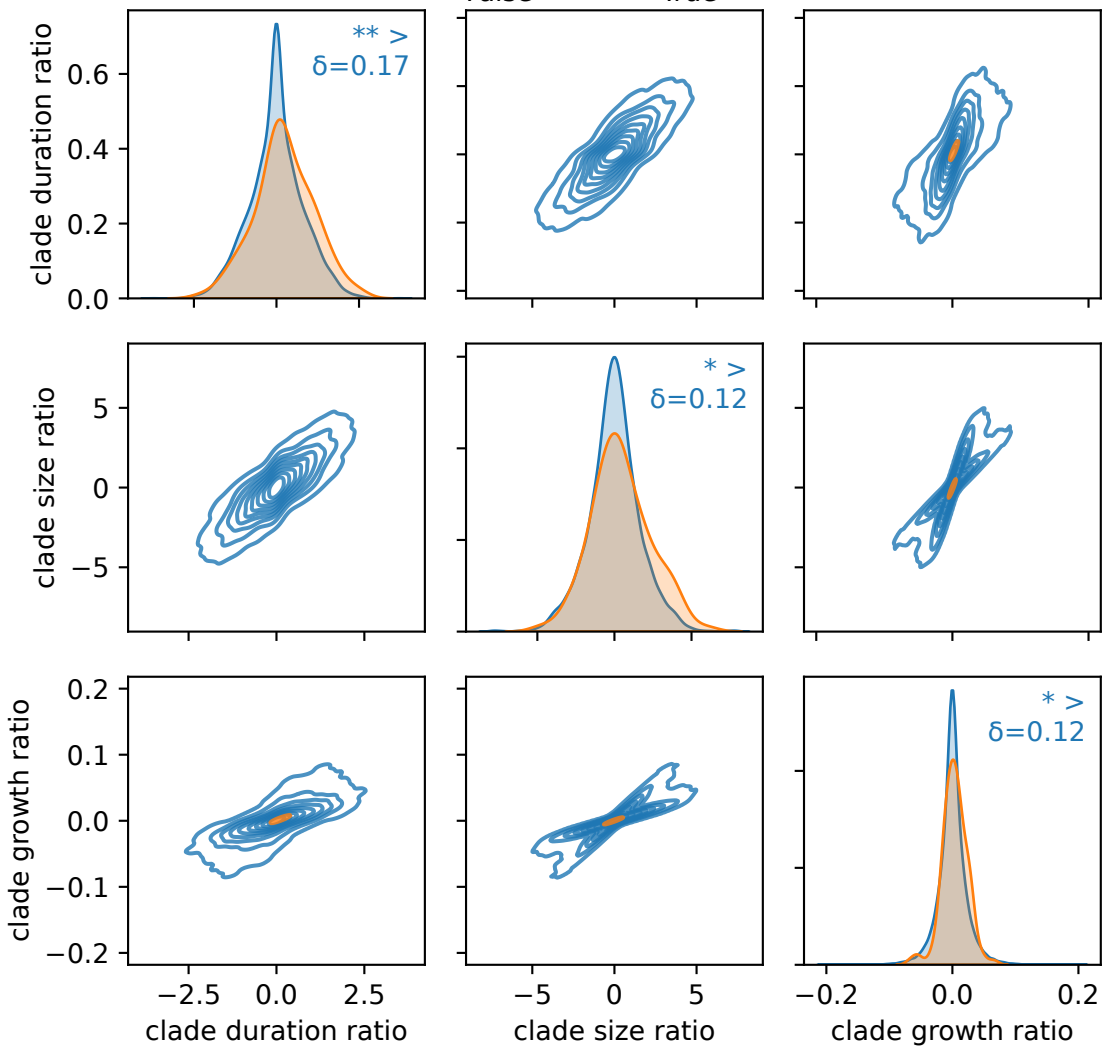 clade duration ratio
0.6
0.4
0.2
0.0
** >
δ=0.17
clade size ratio
5
0
−5
* >
δ=0.12
clade growth ratio
0.2
0.1
0.0
−0.1
−0.2
* >
δ=0.12
−2.5 0.0 2.5
clade duration ratio
−5 0 5
clade size ratio
−0.2 0.0 0.2
clade growth ratio